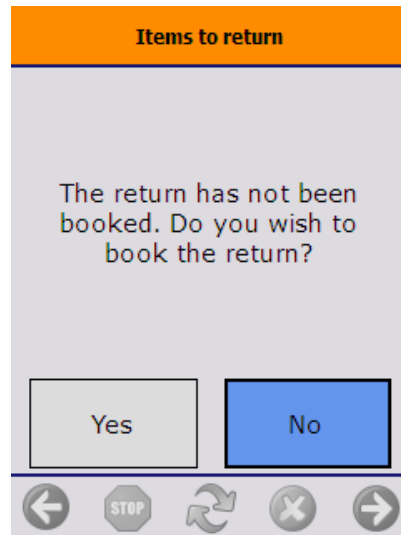 Items to return
The return has not been
booked. Do you wish to
book the return?
Yes No
STOP